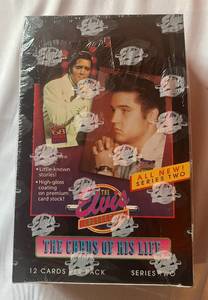 • Little-known
stories!
• High-gloss
coating
on premium
card stock!
ALL NEW!
SERIES TWO
THE
Elvis
COLLECTION
THE CARDS OF HIS LIFE
12 CARDS PER PACK
SERIES TWO